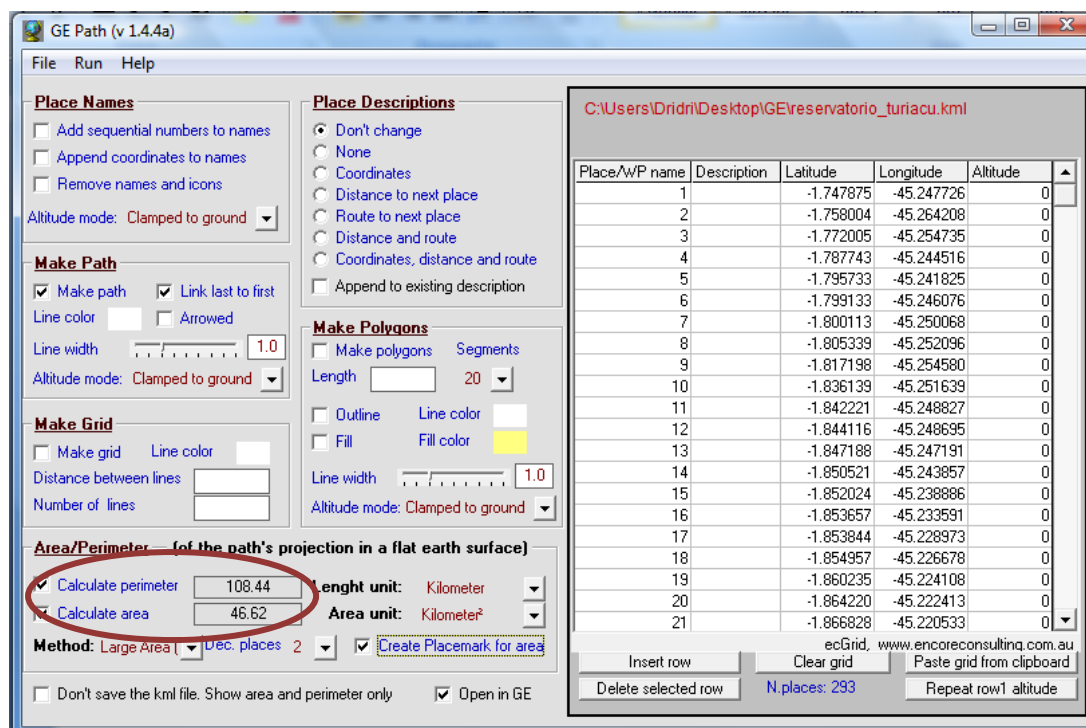 GE Path (v 1.4.4a)
File Run Help
Place Names
Add sequential numbers to names
Append coordinates to names
Remove names and icons
Altitude mode: Clamped to ground
Make Path
Make path Link last to first
Line color Arrowed
Line width 1.0
Altitude mode: Clamped to ground
Make Grid
Make grid Line color
Distance between lines
Number of lines
Place Descriptions
Don't change
None
Coordinates
Distance to next place
Route to next place
Distance and route
Coordinates, distance and route
Append to existing description
Make Polygons
Make polygons Segments
Length 20
Outline Line color
Fill Fill color
Line width 1.0
Altitude mode: Clamped to ground
Area/Perimeter (of the path's projection in a flat earth surface)
Calculate perimeter 108.44 Lenght unit: Kilometer
Calculate area 46.62 Area unit: Kilometer²
Method: Large Area ( Dec. places 2 Create Placemark for area
Don't save the kml file. Show area and perimeter only Open in GE
C:\Users\Dridri\Desktop\GE\reservatorio_turiacu.kml
Place/WP name Description Latitude Longitude Altitude
1 -1.747875 -45.247726 0
2 -1.758004 -45.264208 0
3 -1.772005 -45.254735 0
4 -1.787743 -45.244516 0
5 -1.795733 -45.241825 0
6 -1.799133 -45.246076 0
7 -1.800113 -45.250068 0
8 -1.805339 -45.252096 0
9 -1.817198 -45.254580 0
10 -1.836139 -45.251639 0
11 -1.842221 -45.248827 0
12 -1.844116 -45.248695 0
13 -1.847188 -45.247191 0
14 -1.850521 -45.243857 0
15 -1.852024 -45.238886 0
16 -1.853657 -45.233591 0
17 -1.853844 -45.228973 0
18 -1.854957 -45.226678 0
19 -1.860235 -45.224108 0
20 -1.864220 -45.222413 0
21 -1.866828 -45.220533 0
ecGrid, www.encoreconsulting.com.au
Insert row Clear grid Paste grid from clipboard
Delete selected row N.places: 293 Repeat row1 altitude